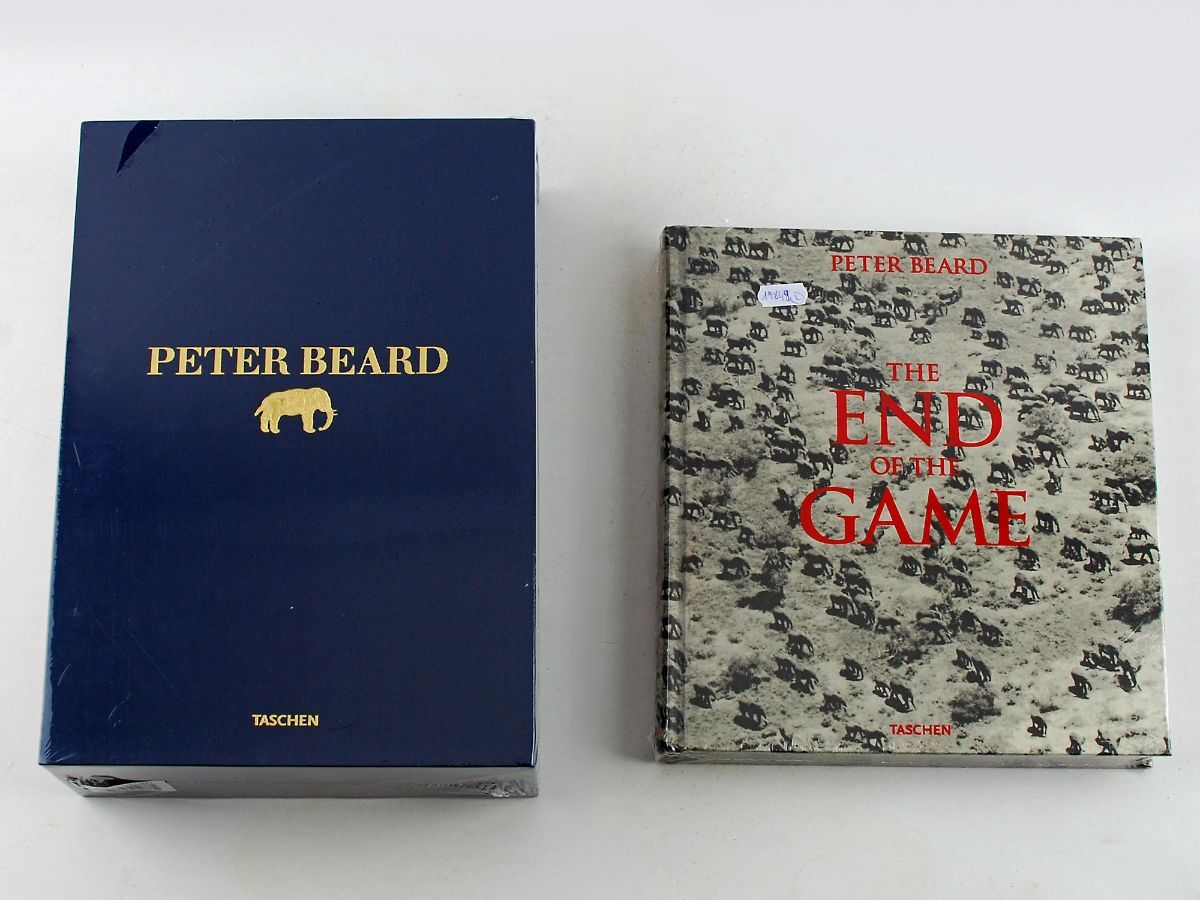 PETER BEARD
TASCHEN
PETER BEARD
THE
END
OF THE
GAME
TASCHEN